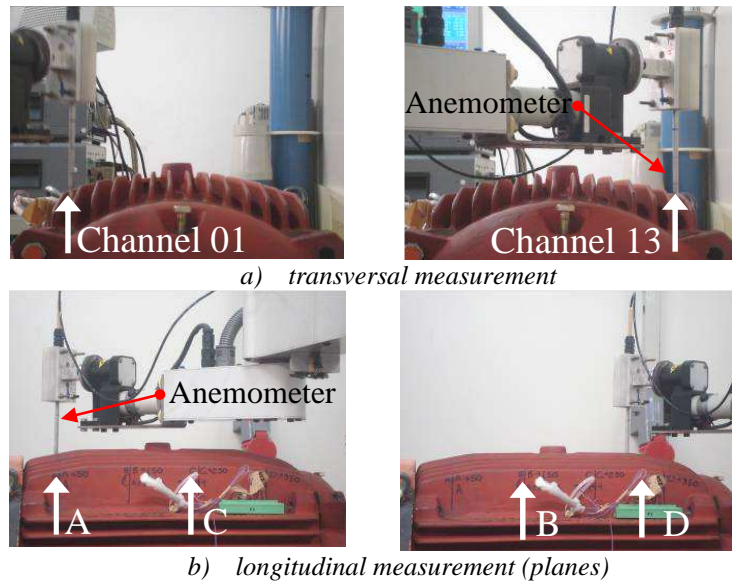 Anemometer
Channel 01
Channel 13
a) transversal measurement
Anemometer
A
C
B
D
b) longitudinal measurement (planes)